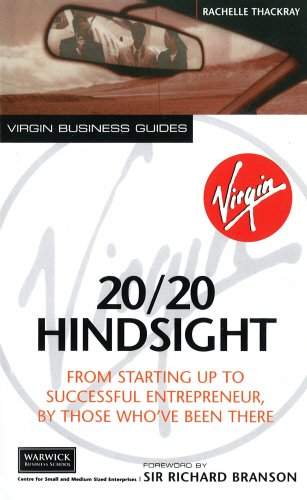 RACHELLE THACKRAY
VIRGIN BUSINESS GUIDES
Virgin
Virgin
20/20
HINDSIGHT
FROM STARTING UP TO
SUCCESSFUL ENTREPRENEUR,
BY THOSE WHO'VE BEEN THERE
WARWICK
BUSINESS SCHOOL
FOREWORD BY
Centre for Small and Medium Sized Enterprises
SIR RICHARD BRANSON